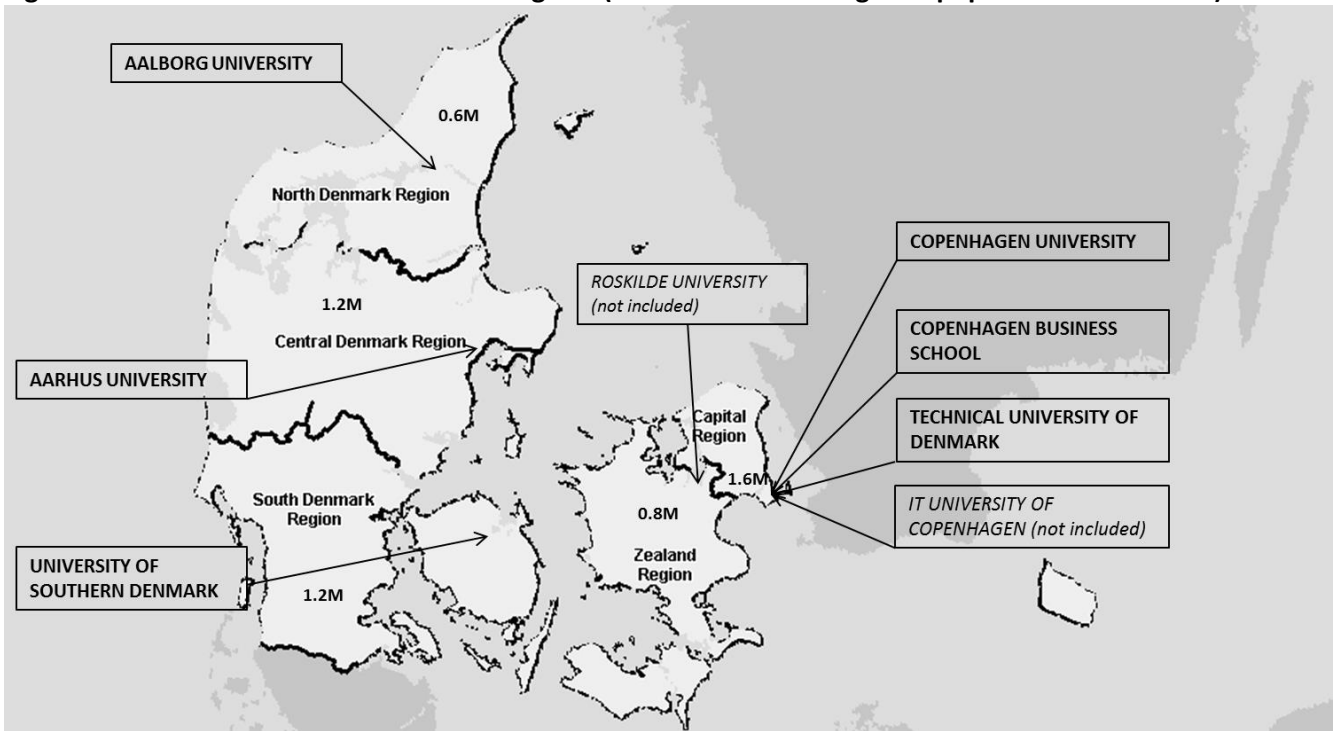 AALBORG UNIVERSITY
0.6M
North Denmark Region
COPENHAGEN UNIVERSITY
ROSKILDE UNIVERSITY
(not included)
1.2M
Central Denmark Region
COPENHAGEN BUSINESS
SCHOOL
AARHUS UNIVERSITY
Capital
Region
TECHNICAL UNIVERSITY OF
DENMARK
1.6M
South Denmark
Region
0.8M
IT UNIVERSITY OF
COPENHAGEN (not included)
Zealand
Region
UNIVERSITY OF
SOUTHERN DENMARK
1.2M